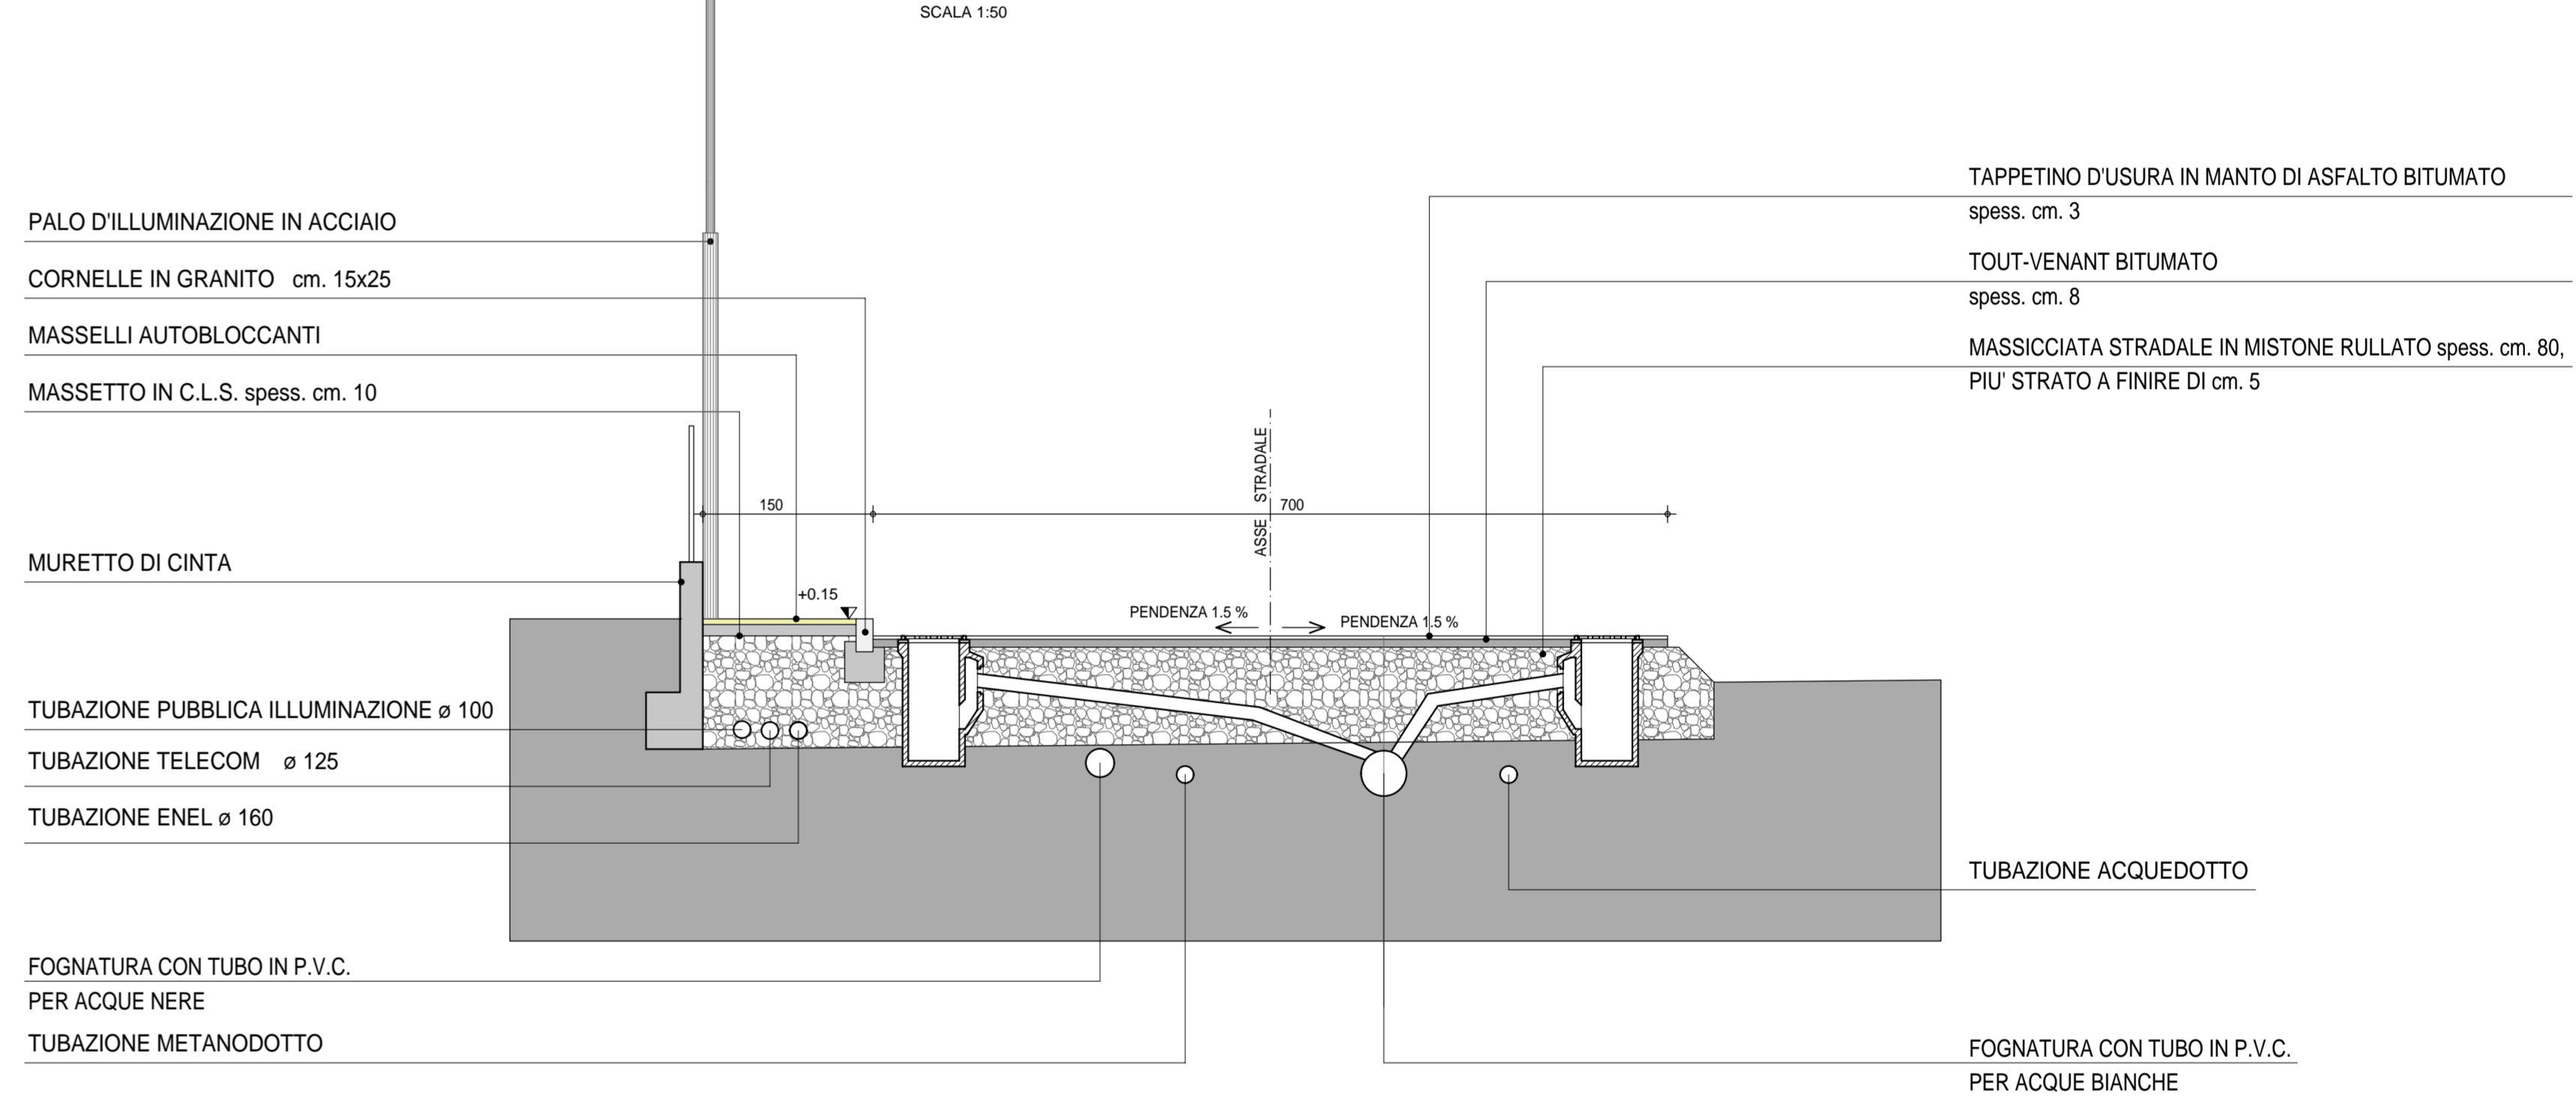 SCALA 1:50
PALO D'ILLUMINAZIONE IN ACCIAIO
CORNELLE IN GRANITO cm. 15x25
MASSELLI AUTOBLOCCANTI
MASSETTO IN C.L.S. spess. cm. 10
MURETTO DI CINTA
TUBAZIONE PUBBLICA ILLUMINAZIONE ø 100
TUBAZIONE TELECOM ø 125
TUBAZIONE ENEL ø 160
FOGNATURA CON TUBO IN P.V.C.
PER ACQUE NERE
TUBAZIONE METANODOTTO
150
700
ASSE STRADALE
+0.15
PENDENZA 1.5 %
PENDENZA 1.5 %
TAPPETINO D'USURA IN MANTO DI ASFALTO BITUMATO
spess. cm. 3
TOUT-VENANT BITUMATO
spess. cm. 8
MASSICCIATA STRADALE IN MISTONE RULLATO spess. cm. 80,
PIU' STRATO A FINIRE DI cm. 5
TUBAZIONE ACQUEDOTTO
FOGNATURA CON TUBO IN P.V.C.
PER ACQUE BIANCHE